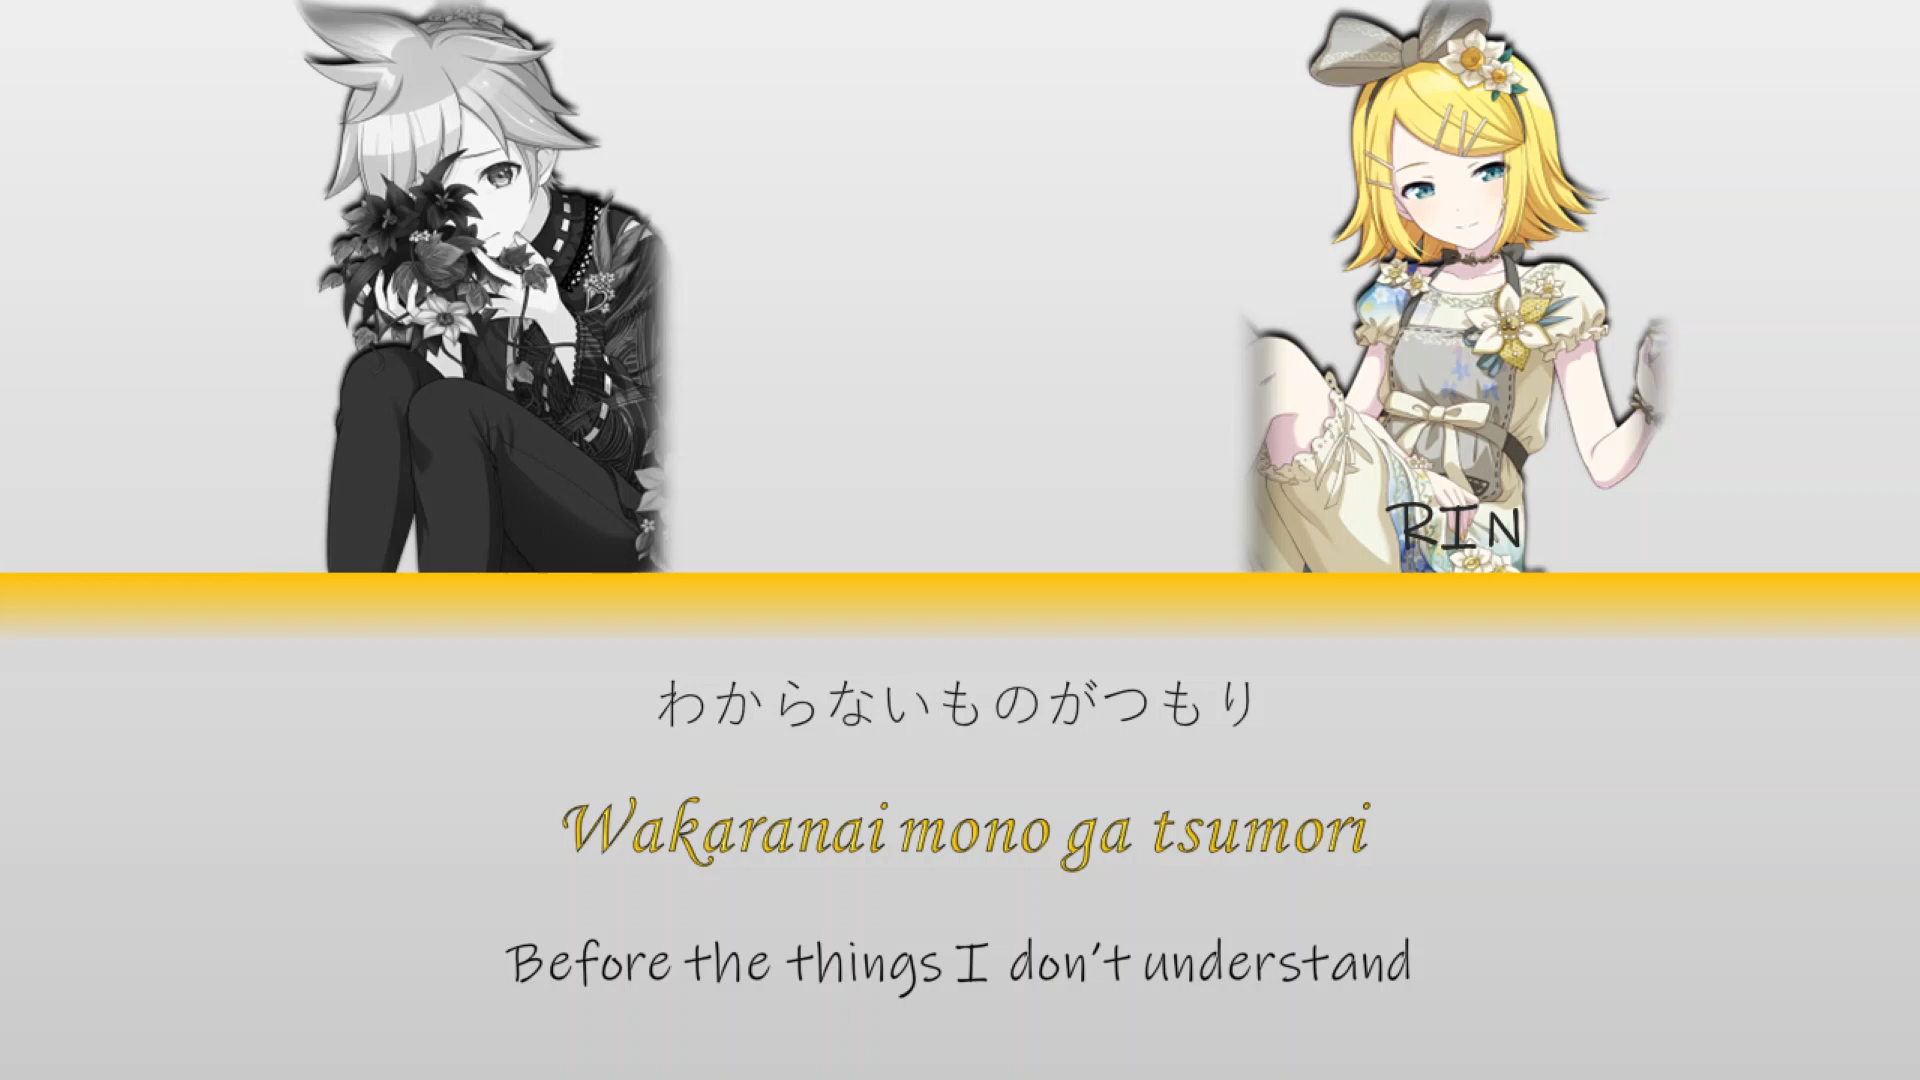 RIN
わからないものがつもり
Wakaranai mono ga tsumori
Before the things I don't understand